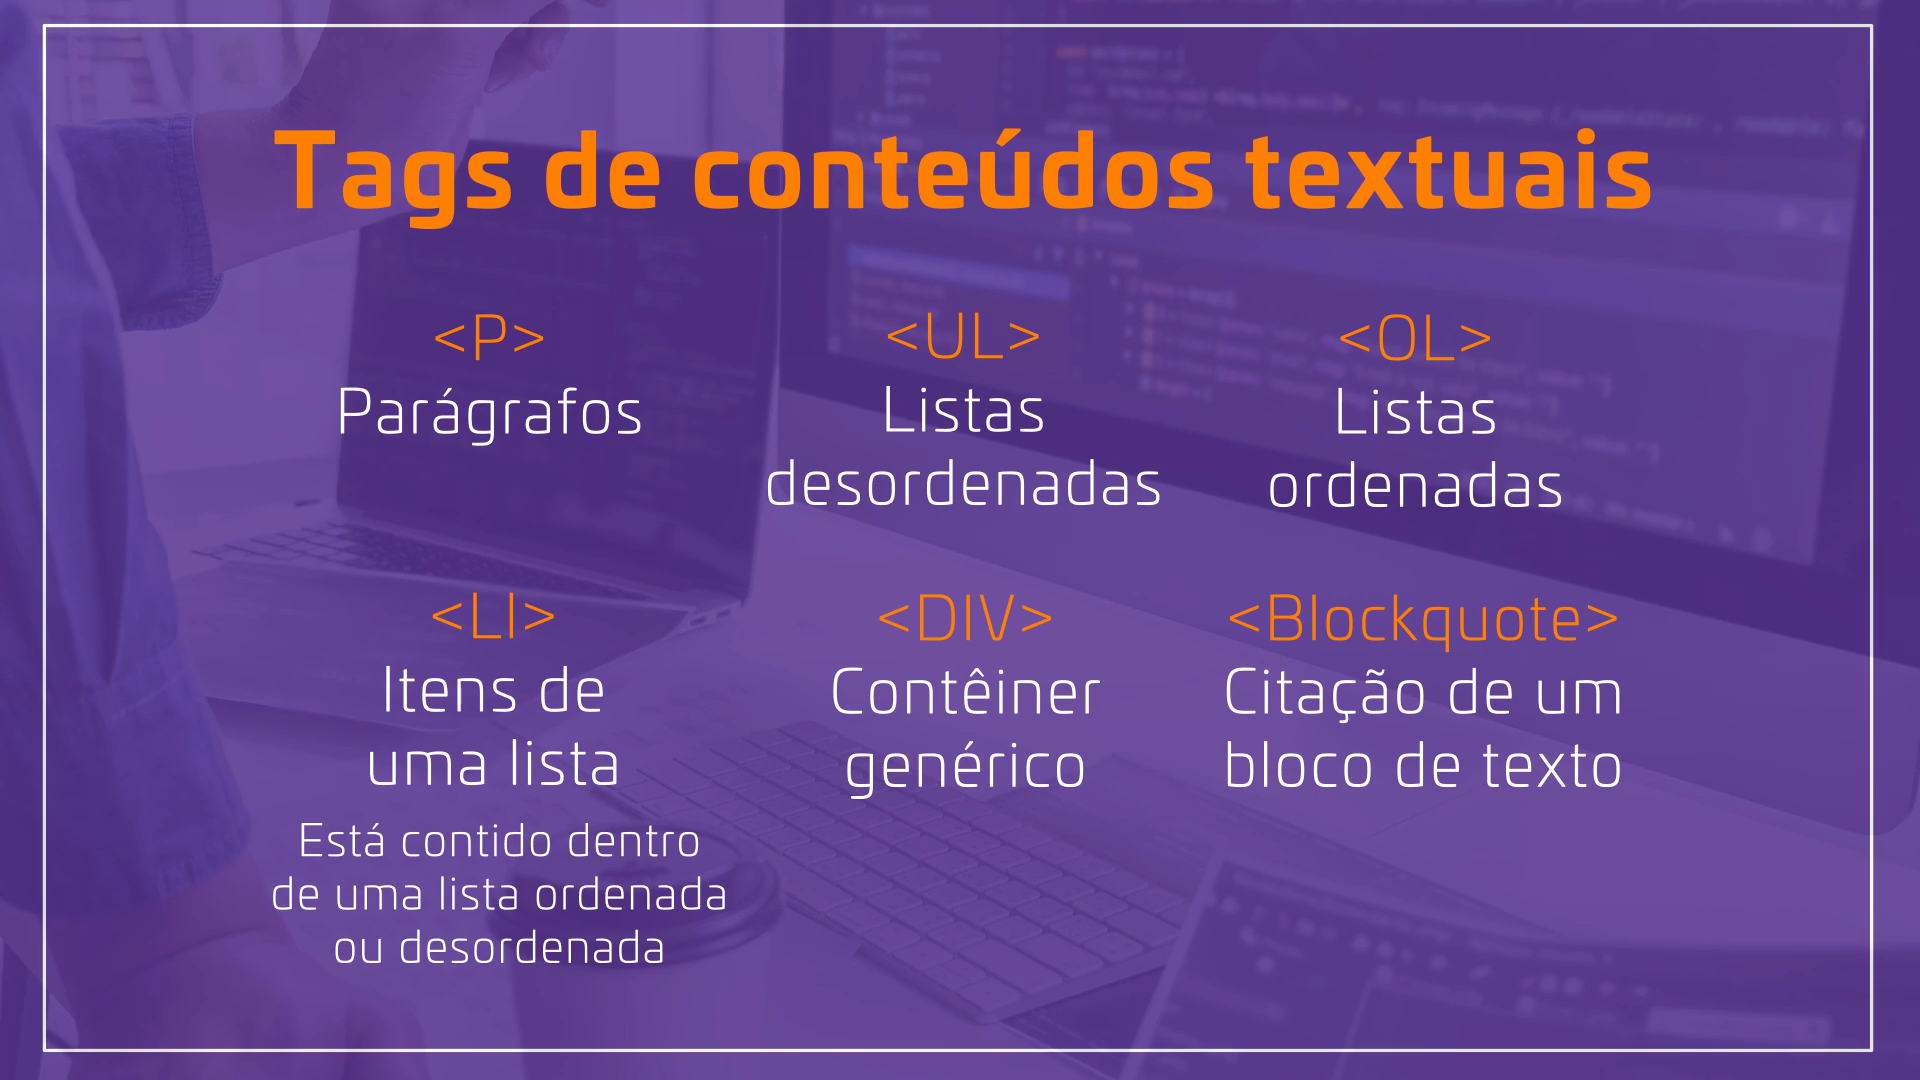 Tags de conteúdos textuais
<P>
Parágrafos
<UL>
Listas
desordenadas
<OL>
Listas
ordenadas
<LI>
Itens de
uma lista
Está contido dentro
de uma lista ordenada
ou desordenada
<DIV>
Contêiner
genérico
<Blockquote>
Citação de um
bloco de texto